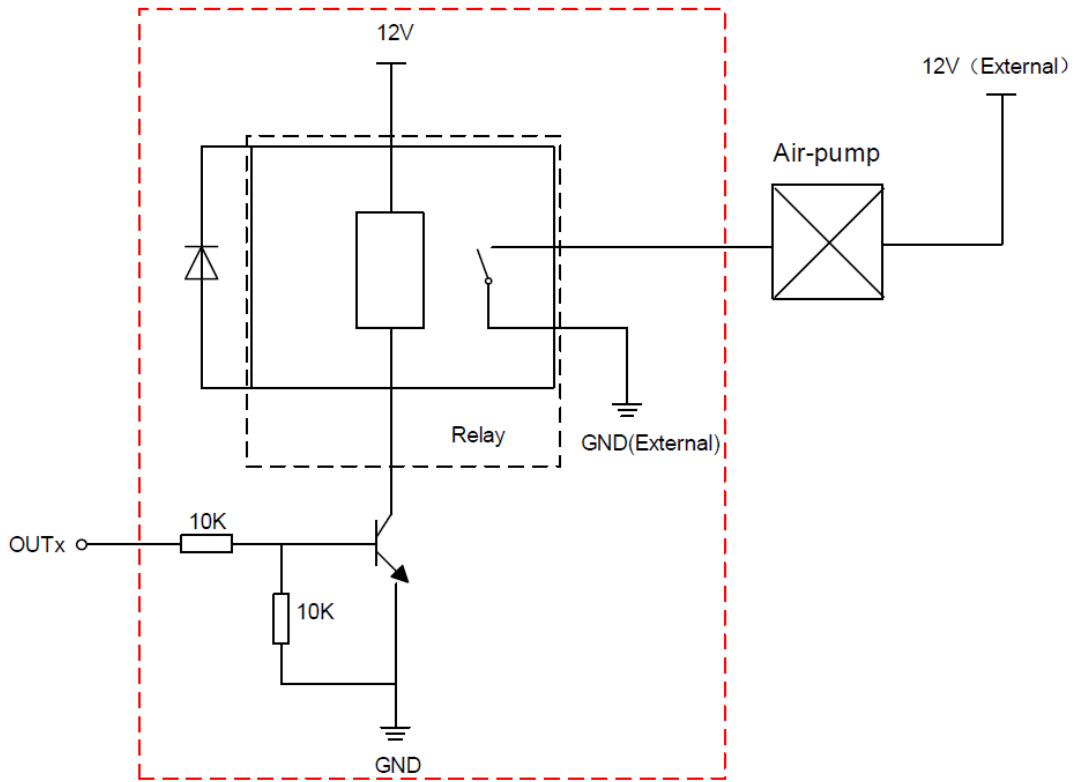 12V
12V（External）
Air-pump
Relay
GND(External)
10K
OUTx
10K
GND